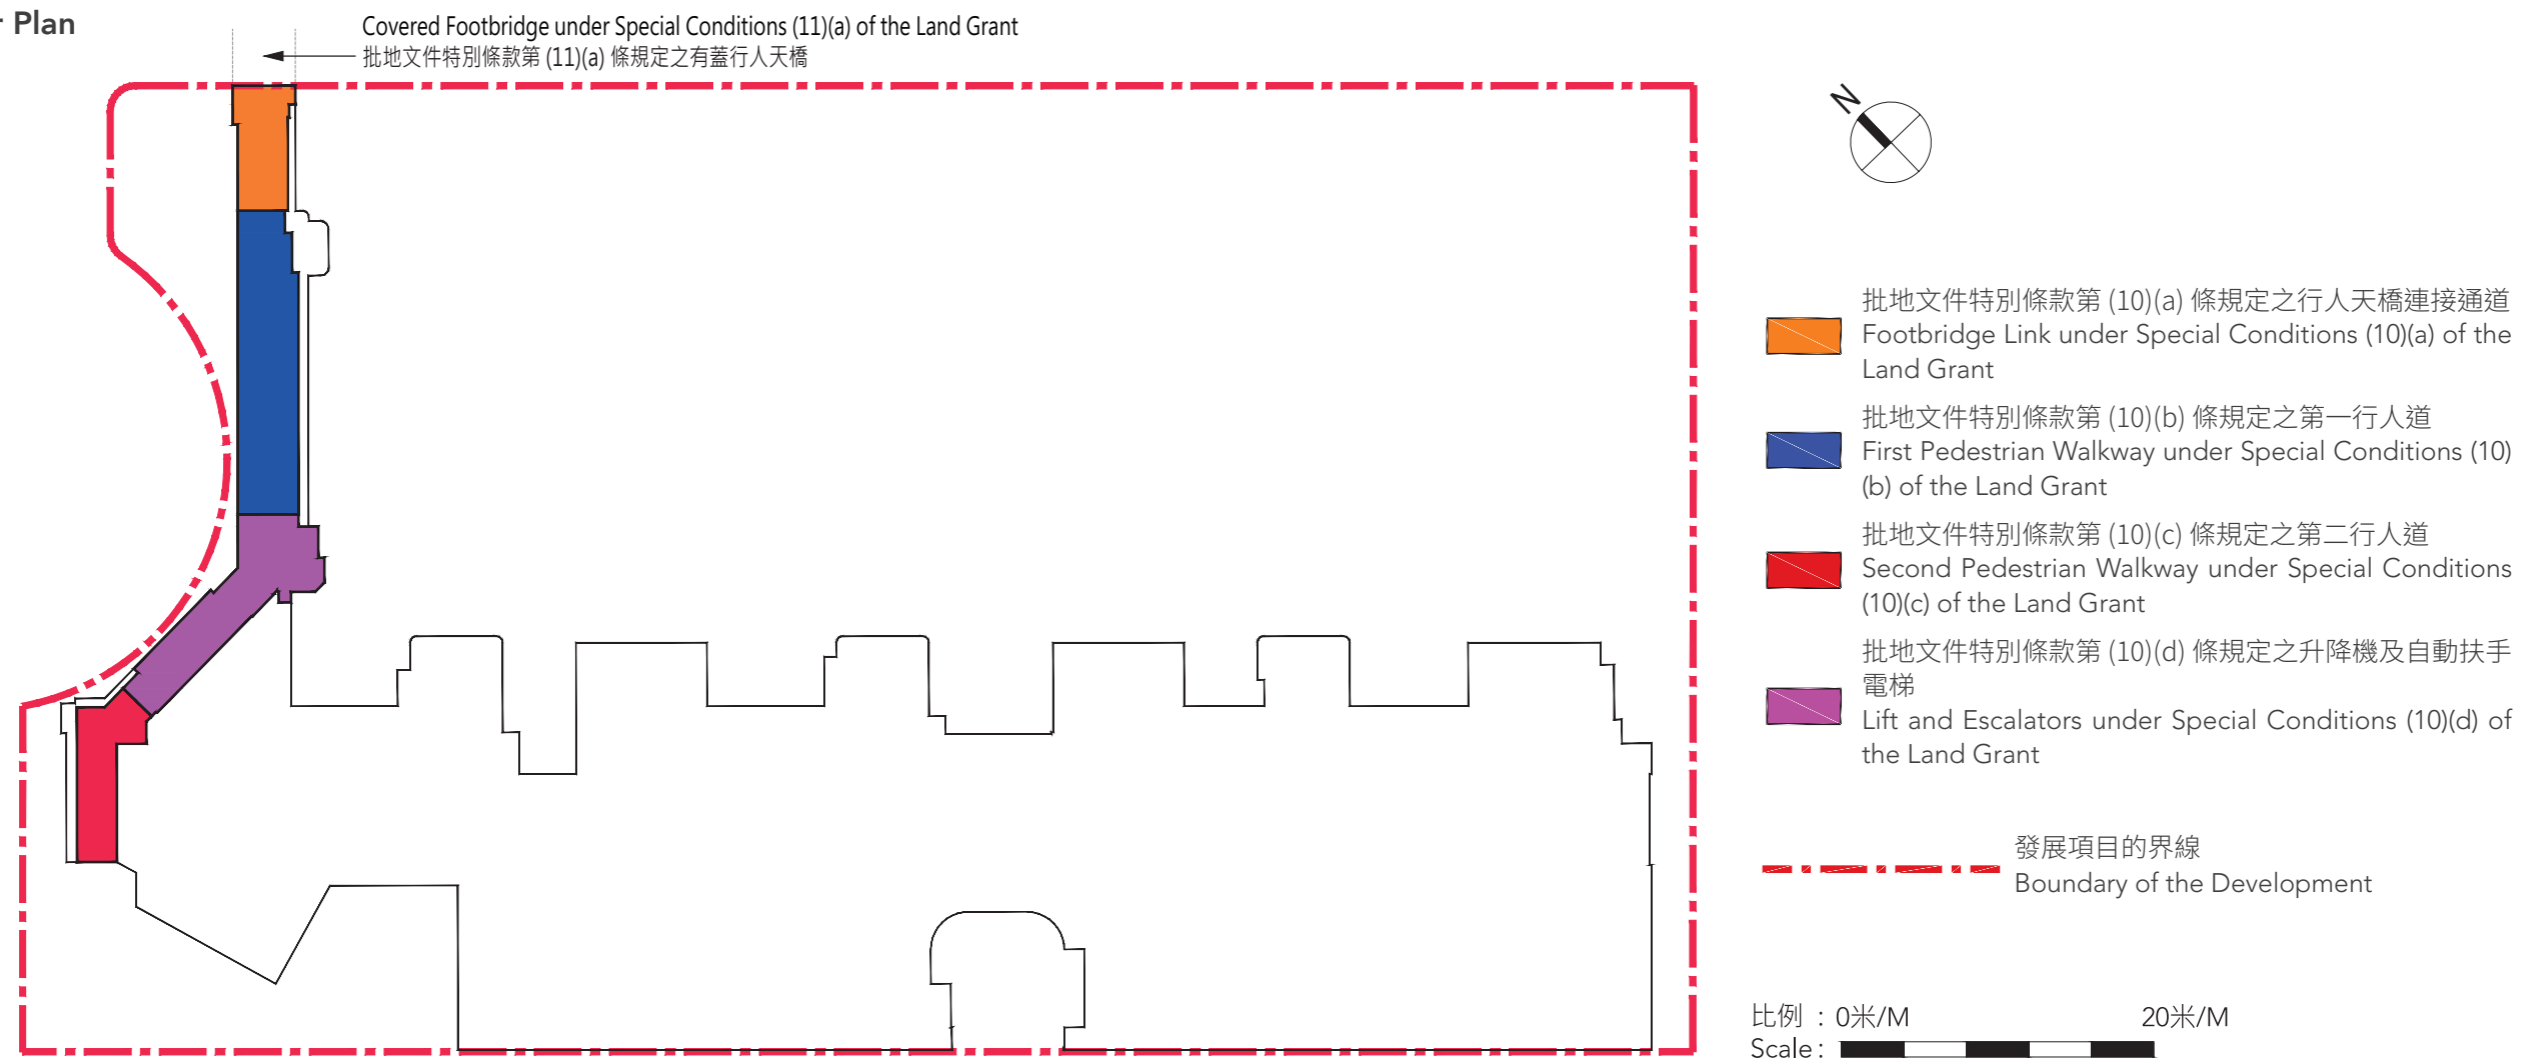 Plan
Covered Footbridge under Special Conditions (11)(a) of the Land Grant
批地文件特別條款第 (11)(a) 條規定之有蓋行人天橋
N
批地文件特別條款第 (10)(a) 條規定之行人天橋連接通道
Footbridge Link under Special Conditions (10)(a) of the
Land Grant
批地文件特別條款第 (10)(b) 條規定之第一行人道
First Pedestrian Walkway under Special Conditions (10)
(b) of the Land Grant
批地文件特別條款第 (10)(c) 條規定之第二行人道
Second Pedestrian Walkway under Special Conditions
(10)(c) of the Land Grant
批地文件特別條款第 (10)(d) 條規定之升降機及自動扶手
電梯
Lift and Escalators under Special Conditions (10)(d) of
the Land Grant
發展項目的界線
Boundary of the Development
比例 : 0米/M 20米/M
Scale :